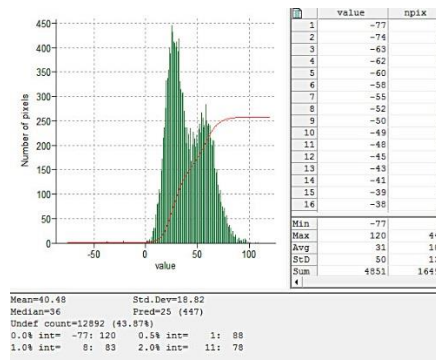 value npix
450
400
350
300
250
200
150
100
50
0
Number of pixels
-50 0 50 100
value
1 -77
2 -74
3 -63
4 -62
5 -60
6 -58
7 -55
8 -52
9 -50
10 -49
11 -48
12 -45
13 -43
14 -41
15 -39
16 -38
Min -77
Max 120 44
Avg 31
StD 50
Sum 4851 1649
Mean=40.48 Std.Dev=18.82
Median=36 Pred=25 (447)
Undef count=12892 (43.87%)
0.0% int= -77: 120 0.5% int= 1: 88
1.0% int= 8: 83 2.0% int= 11: 78